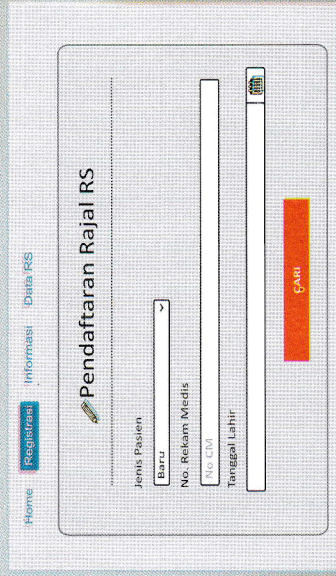 Home Registrasi Informasi Data RS
Pendaftaran Rajal RS
Jenis Pasien
Baru
No. Rekam Medis
No CM
Tanggal Lahir
CARI